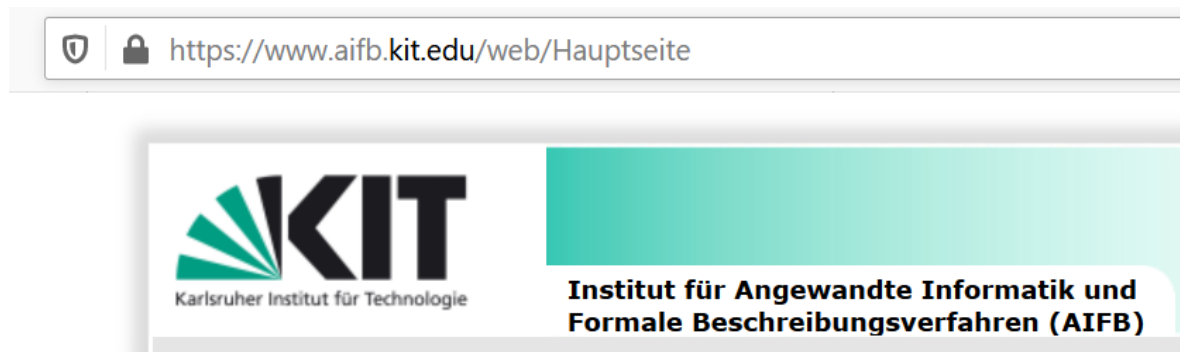 https://www.aifb.kit.edu/web/Hauptseite
KIT
Karlsruher Institut für Technologie
Institut für Angewandte Informatik und
Formale Beschreibungsverfahren (AIFB)